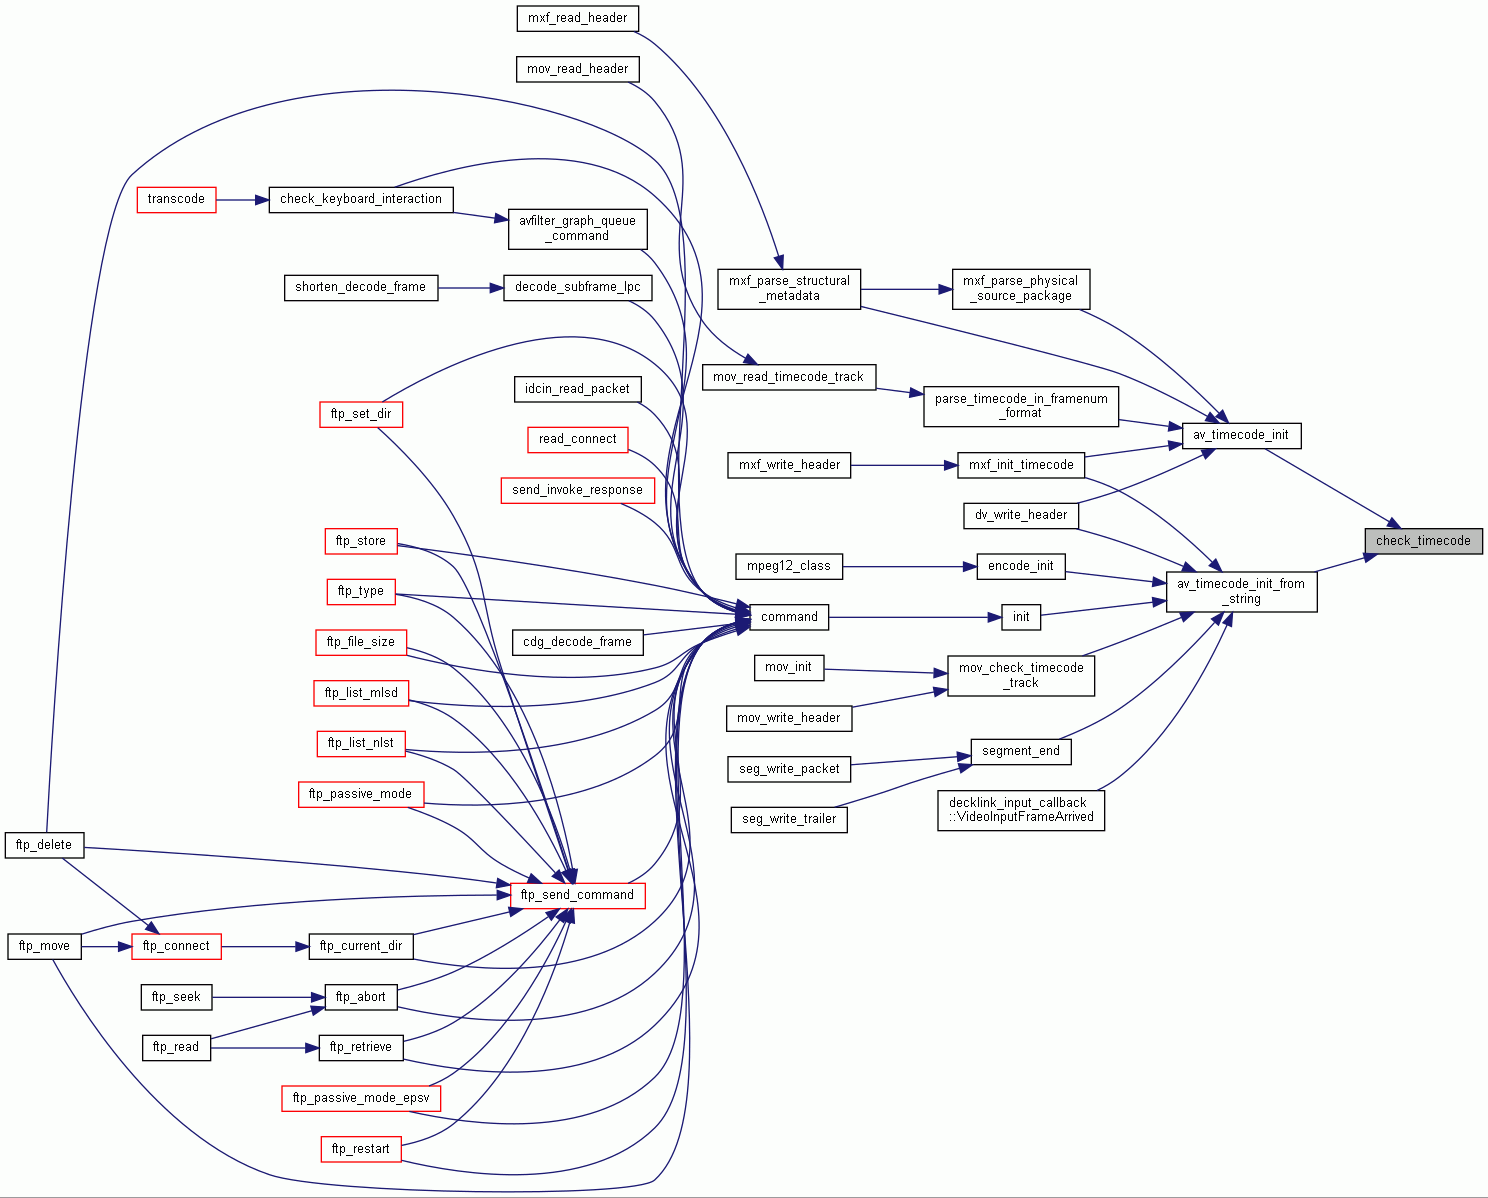 mxf_read_header
mov_read_header
transcode
check_keyboard_interaction
avfilter_graph_queue
_command
shorten_decode_frame
decode_subframe_lpc
mxf_parse_structural
_metadata
mxf_parse_physical
_source_package
mov_read_timecode_track
idcin_read_packet
parse_timecode_in_framenum
_format
ftp_set_dir
read_connect
av_timecode_init
mxf_write_header
mxf_init_timecode
send_invoke_response
dv_write_header
ftp_store
check_timecode
mpeg12_class
encode_init
ftp_type
av_timecode_init_from
_string
command
init
ftp_file_size
cdg_decode_frame
mov_init
mov_check_timecode
_track
ftp_list_mlsd
mov_write_header
ftp_list_nlst
segment_end
seg_write_packet
ftp_passive_mode
decklink_input_callback
::VideoInputFrameArrived
seg_write_trailer
ftp_delete
ftp_send_command
ftp_move
ftp_connect
ftp_current_dir
ftp_seek
ftp_abort
ftp_read
ftp_retrieve
ftp_passive_mode_epsv
ftp_restart